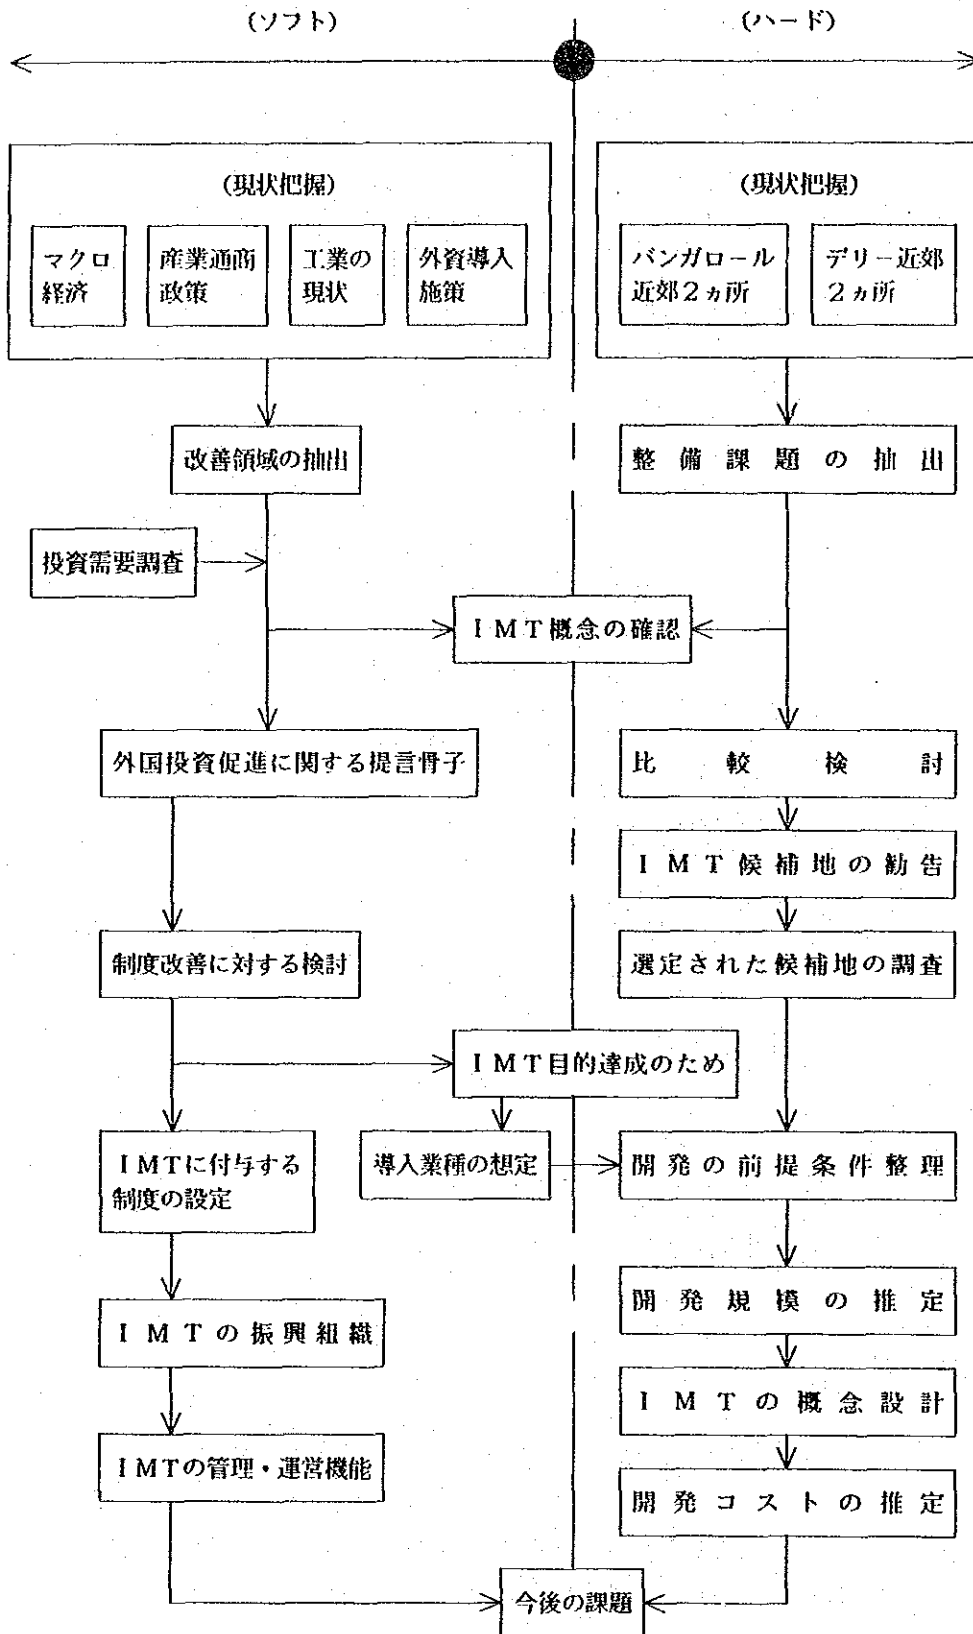 (ソフト)
(ハード)
(現状把握)
マクロ
経済
産業通商
政策
工業の
現状
外資導入
施策
(現状把握)
バンガロール
近郊2ヵ所
デリー近郊
2ヵ所
改善領域の抽出
整備課題の抽出
投資需要調査
IMT概念の確認
外国投資促進に関する提言骨子
比較検討
IMT候補地の勧告
制度改善に対する検討
選定された候補地の調査
IMT目的達成のため
IMTに付与する
制度の設定
導入業種の想定
開発の前提条件整理
開発規模の推定
IMTの振興組織
IMTの概念設計
IMTの管理・運営機能
開発コストの推定
今後の課題